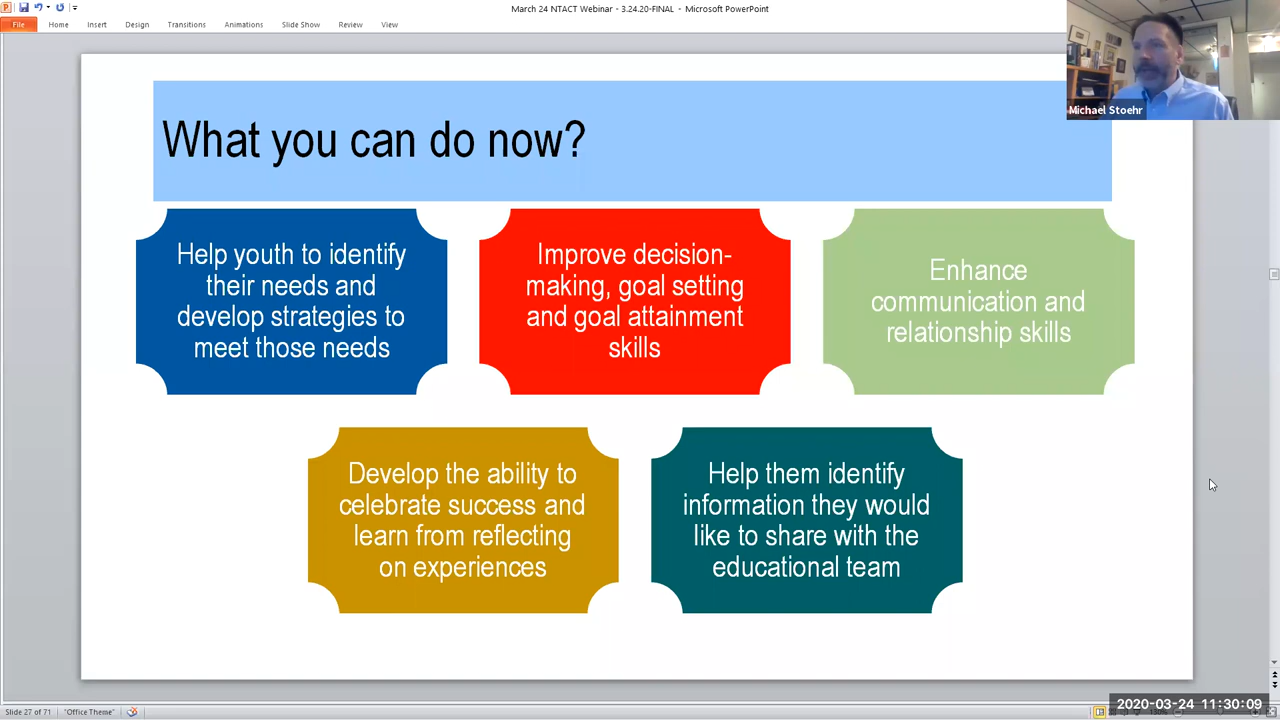 March 24 NTACT Webinar - 3.24.20-FINAL - Microsoft PowerPoint
File Home Insert Design Transitions Animations Slide Show Review View
Michael Stoehr
What you can do now?
Help youth to identify
their needs and
develop strategies to
meet those needs
Improve decision-
making, goal setting
and goal attainment
skills
Enhance
communication and
relationship skills
Develop the ability to
celebrate success and
learn from reflecting
on experiences
Help them identify
information they would
like to share with the
educational team
Slide 27 of 71 "Office Theme"
2020-03-24 11:30:09